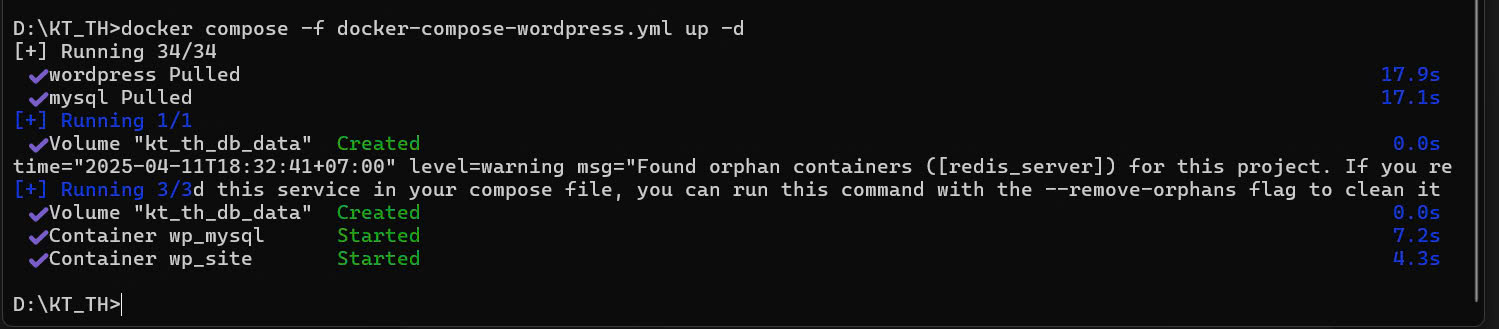 D:\KT_TH>docker compose -f docker-compose-wordpress.yml up -d
[+] Running 34/34
✔wordpress Pulled 17.9s
✔mysql Pulled 17.1s
[+] Running 1/1
✔Volume "kt_th_db_data" Created 0.0s
time="2025-04-11T18:32:41+07:00" level=warning msg="Found orphan containers ([redis_server]) for this project. If you re
[+] Running 3/3d this service in your compose file, you can run this command with the --remove-orphans flag to clean it
✔Volume "kt_th_db_data" Created 0.0s
✔Container wp_mysql Started 7.2s
✔Container wp_site Started 4.3s
D:\KT_TH>